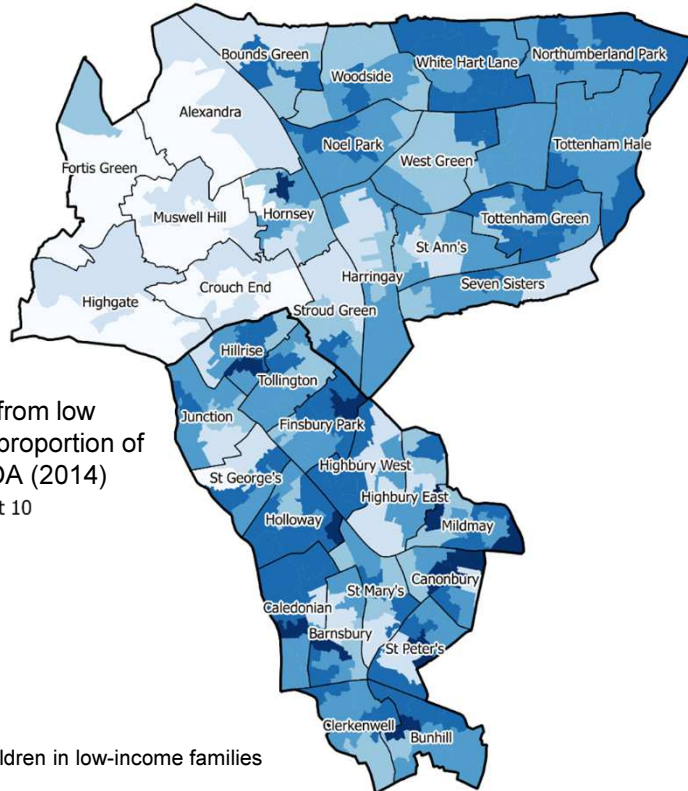 Bounds Green
White Hart Lane
Northumberland Park
Woodside
Alexandra
Noel Park
Tottenham Hale
West Green
Fortis Green
Muswell Hill
Hornsey
Tottenham Green
St Ann's
Harringay
Seven Sisters
Crouch End
Highgate
Stroud Green
Hillrise
Tollington
from low
Junction
proportion of
Finsbury Park
DA (2014)
Highbury West
St George's
Highbury East
t 10
Holloway
Mildmay
Canonbury
St Mary's
Caledonian
Barnsbury
St Peter's
Clerkenwell
Bunhill
ldren in low-income families